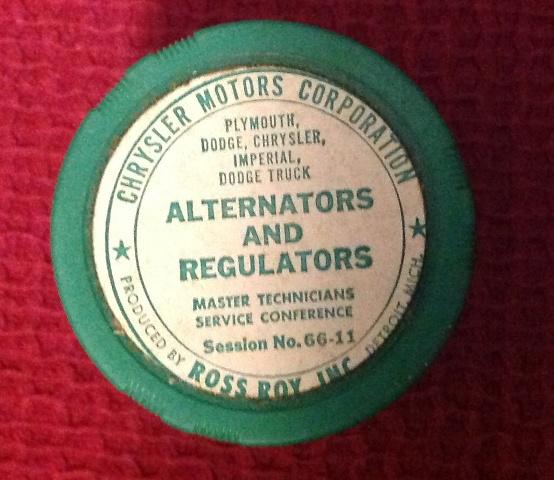 CHRYSLER MOTORS CORPORATION
PLYMOUTH,
DODGE, CHRYSLER,
IMPERIAL,
DODGE TRUCK
ALTERNATORS
AND
REGULATORS
MASTER TECHNICIANS
SERVICE CONFERENCE
Session No. 66-11
PRODUCED BY ROSS ROY, INC. DETROIT, MICH.